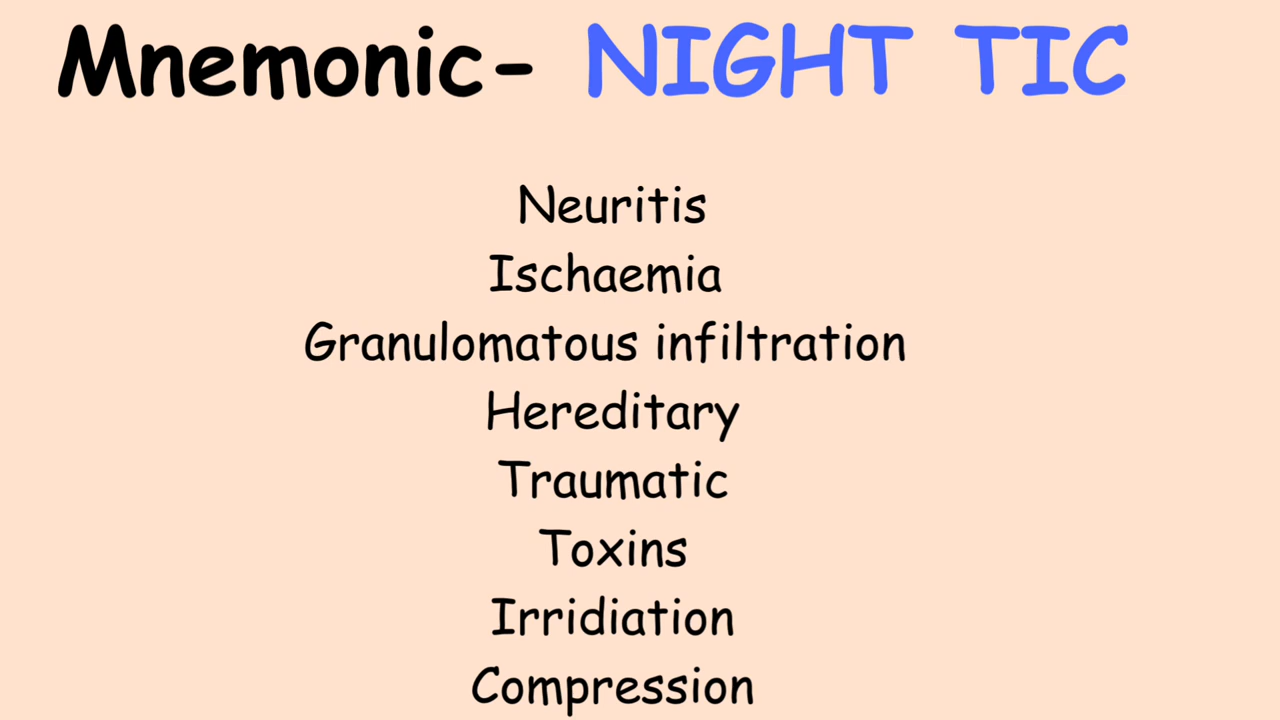 Mnemonic- NIGHT TIC
Neuritis
Ischaemia
Granulomatous infiltration
Hereditary
Traumatic
Toxins
Irridiation
Compression